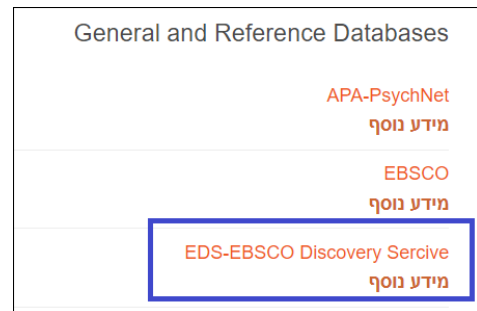 General and Reference Databases
APA-PsychNet
מידע נוסף
EBSCO
מידע נוסף
EDS-EBSCO Discovery Sercive
מידע נוסף